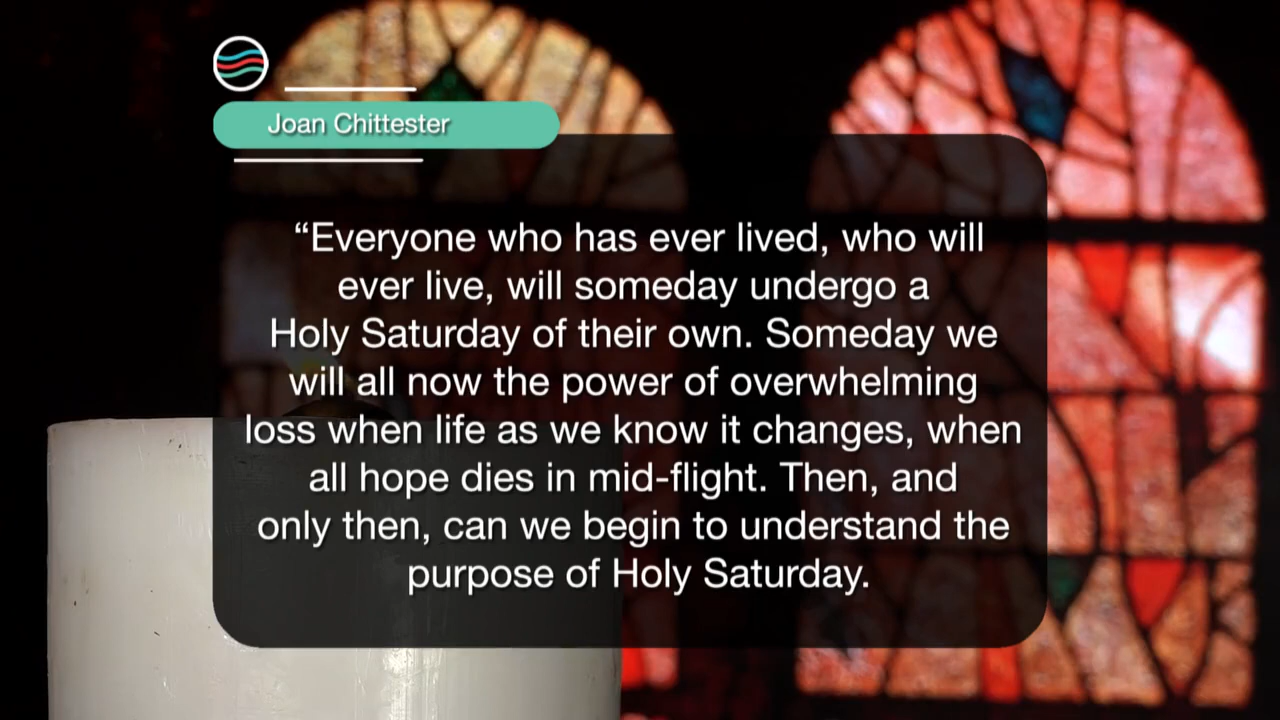 Joan Chittester
“Everyone who has ever lived, who will
ever live, will someday undergo a
Holy Saturday of their own. Someday we
will all now the power of overwhelming
loss when life as we know it changes, when
all hope dies in mid-flight. Then, and
only then, can we begin to understand the
purpose of Holy Saturday.